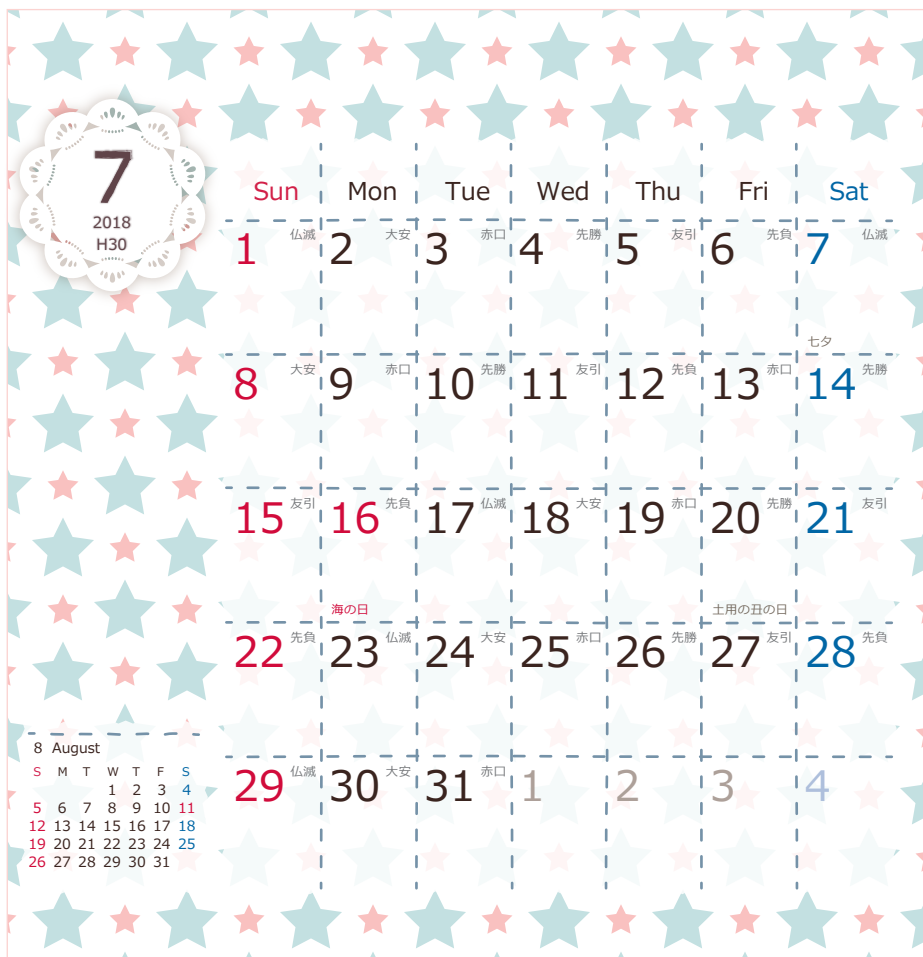 7
2018
H30
Sun Mon Tue Wed Thu Fri Sat
1 仏滅 2 大安 3 赤口 4 先勝 5 友引 6 先負 7 仏滅
七夕
8 大安 9 赤口 10 先勝 11 友引 12 先負 13 赤口 14 先勝
15 友引 16 先負 17 仏滅 18 大安 19 赤口 20 先勝 21 友引
海の日 土用の丑の日
22 先負 23 仏滅 24 大安 25 赤口 26 先勝 27 友引 28 先負
29 仏滅 30 大安 31 赤口 1 2 3 4
8 August
S M T W T F S
1 2 3 4
5 6 7 8 9 10 11
12 13 14 15 16 17 18
19 20 21 22 23 24 25
26 27 28 29 30 31